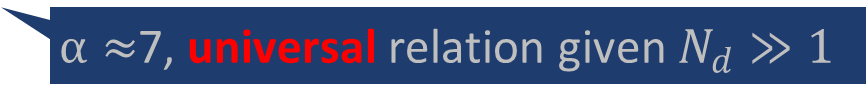 α ≈7, universal relation given N_d ≫ 1